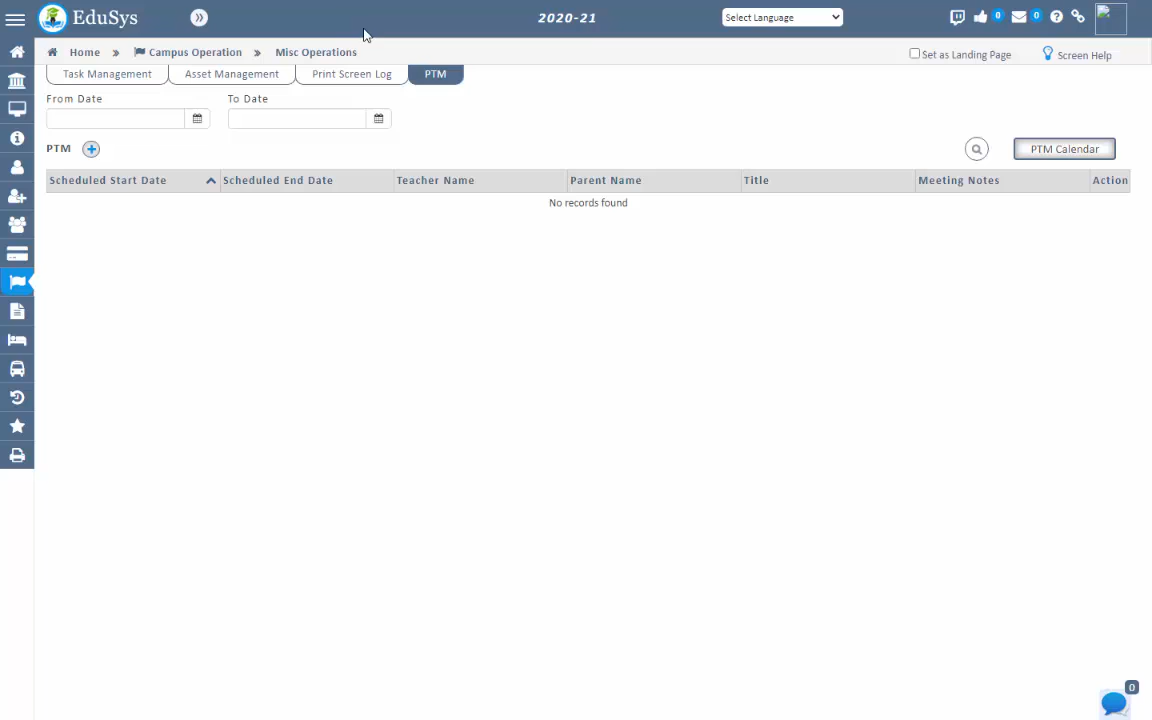 EduSys 2020-21 Select Language 0 0
Home » Campus Operation » Misc Operations Set as Landing Page Screen Help
Task Management Asset Management Print Screen Log PTM
From Date To Date
PTM PTM Calendar
Scheduled Start Date Scheduled End Date Teacher Name Parent Name Title Meeting Notes Action
No records found
0